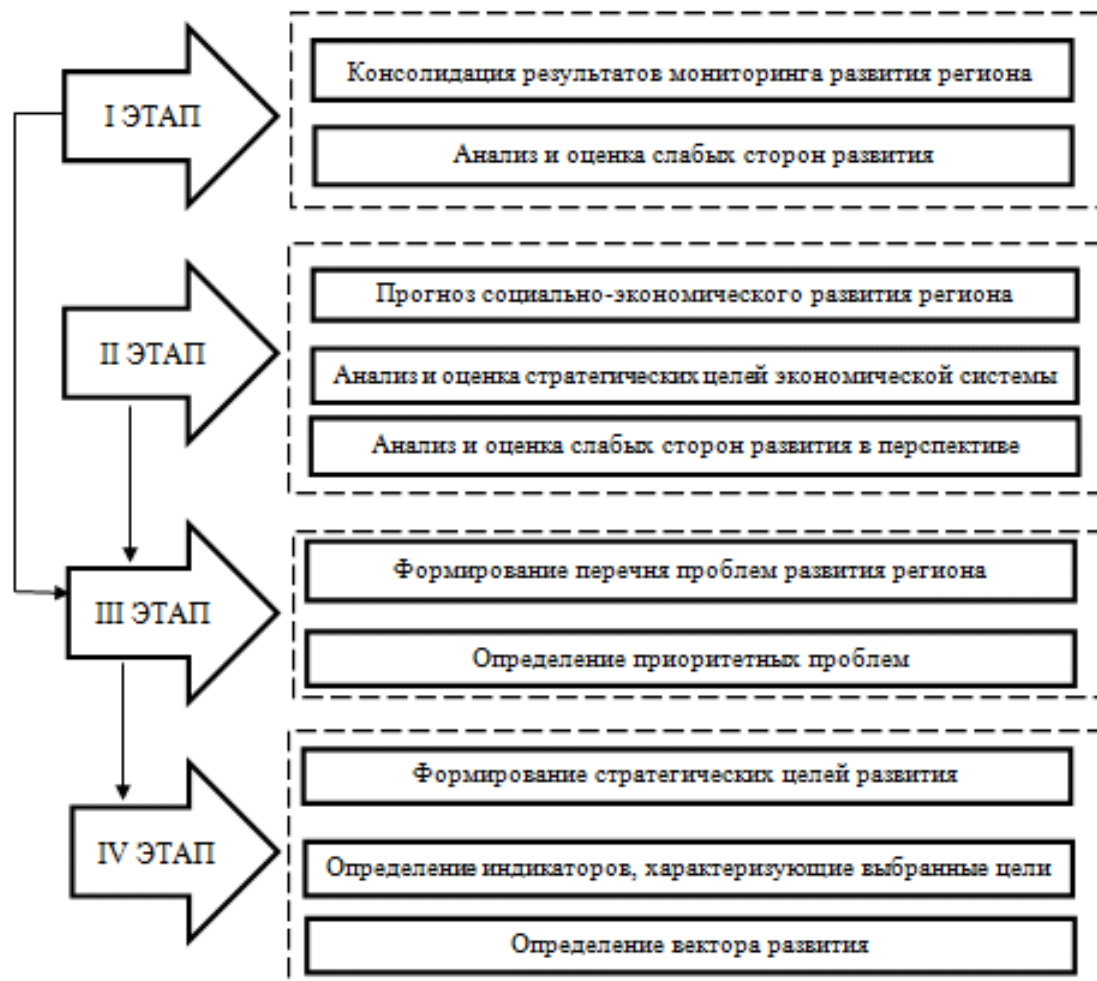 I ЭТАП
Консолидация результатов мониторинга развития региона
Анализ и оценка слабых сторон развития
II ЭТАП
Прогноз социально-экономического развития региона
Анализ и оценка стратегических целей экономической системы
Анализ и оценка слабых сторон развития в перспективе
III ЭТАП
Формирование перечня проблем развития региона
Определение приоритетных проблем
IV ЭТАП
Формирование стратегических целей развития
Определение индикаторов, характеризующие выбранные цели
Определение вектора развития